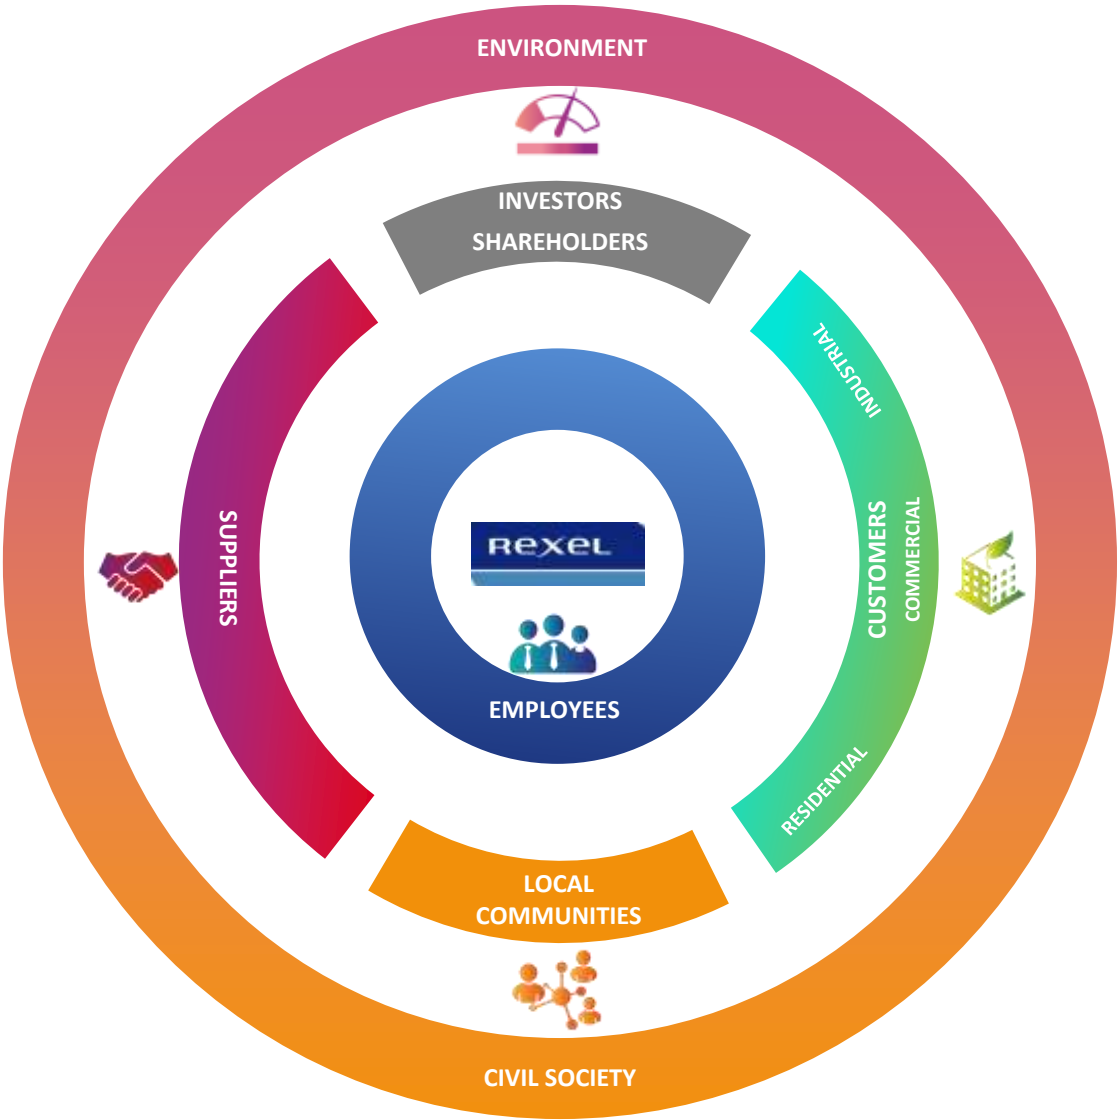 ENVIRONMENT
INVESTORS
SHAREHOLDERS
INDUSTRIAL
SUPPLIERS
CUSTOMERS
COMMERCIAL
REXEL
RESIDENTIAL
EMPLOYEES
LOCAL
COMMUNITIES
CIVIL SOCIETY